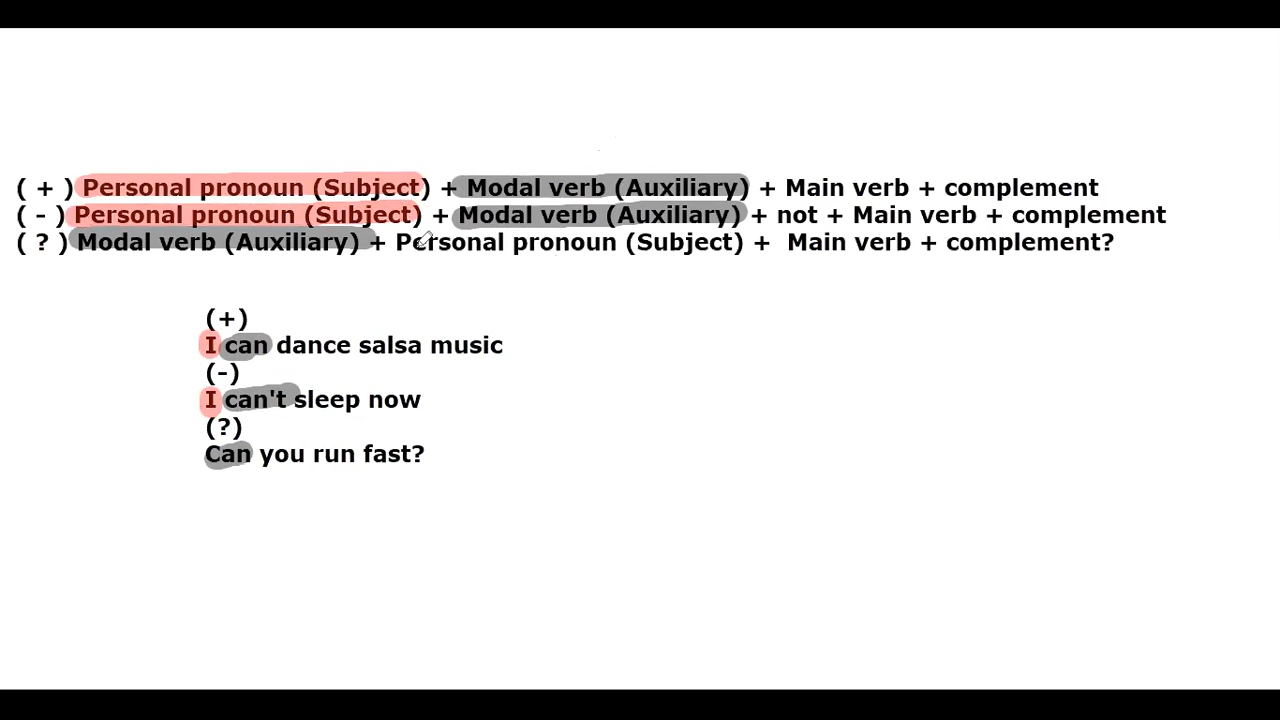 ( + ) Personal pronoun (Subject) + Modal verb (Auxiliary) + Main verb + complement
( - ) Personal pronoun (Subject) + Modal verb (Auxiliary) + not + Main verb + complement
( ? ) Modal verb (Auxiliary) + Personal pronoun (Subject) +  Main verb + complement?
(+)
I can dance salsa music
(-)
I can't sleep now
(?)
Can you run fast?